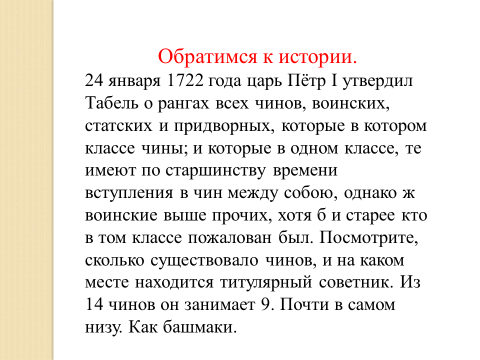 Обратимся к истории.
24 января 1722 года царь Пётр I утвердил
Табель о рангах всех чинов, воинских,
статских и придворных, которые в котором
классе чины; и которые в одном классе, те
имеют по старшинству времени
вступления в чин между собою, однако ж
воинские выше прочих, хотя б и старее кто
в том классе пожалован был. Посмотрите,
сколько существовало чинов, и на каком
месте находится титулярный советник. Из
14 чинов он занимает 9. Почти в самом
низу. Как башмаки.